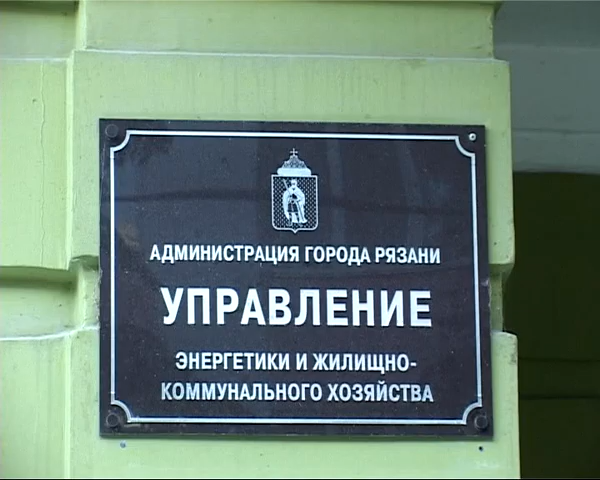 АДМИНИСТРАЦИЯ ГОРОДА РЯЗАНИ
УПРАВЛЕНИЕ
ЭНЕРГЕТИКИ И ЖИЛИЩНО-
КОММУНАЛЬНОГО ХОЗЯЙСТВА